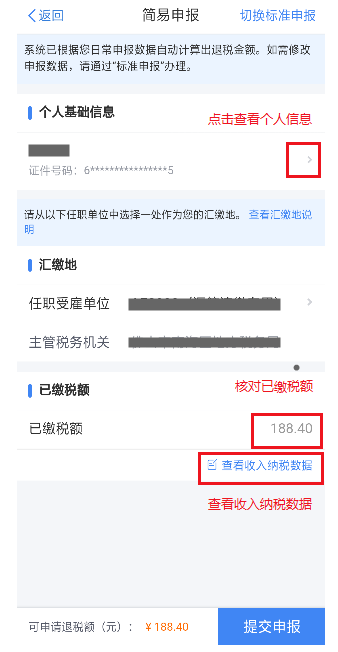 返回 简易申报 切换标准申报
系统已根据您日常申报数据自动计算出退税金额。如需修改
申报数据，请通过“标准申报”办理。
个人基础信息
点击查看个人信息
证件号码：6****************5
请从以下任职单位中选择一处作为您的汇缴地。 查看汇缴地说
明
汇缴地
任职受雇单位
主管税务机关
已缴税额
核对已缴税额
已缴税额 188.40
查看收入纳税数据
查看收入纳税数据
可申请退税额（元）： ¥188.40 提交申报